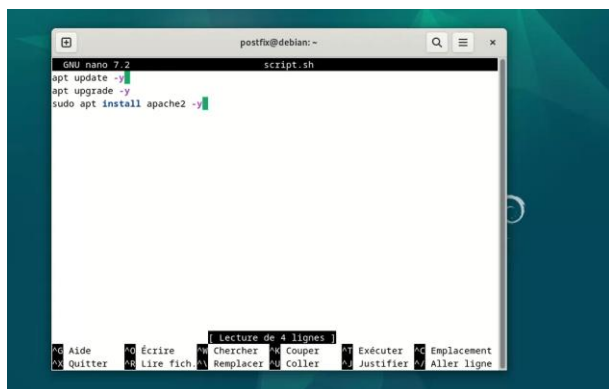 postfix@debian: ~
GNU nano 7.2 script.sh
apt update -y
apt upgrade -y
sudo apt install apache2 -y
[ Lecture de 4 lignes ]
^G Aide ^O Écrire ^W Chercher ^K Couper ^T Exécuter ^C Emplacement
^X Quitter ^R Lire fich. ^\ Remplacer ^U Coller ^J Justifier ^/ Aller ligne